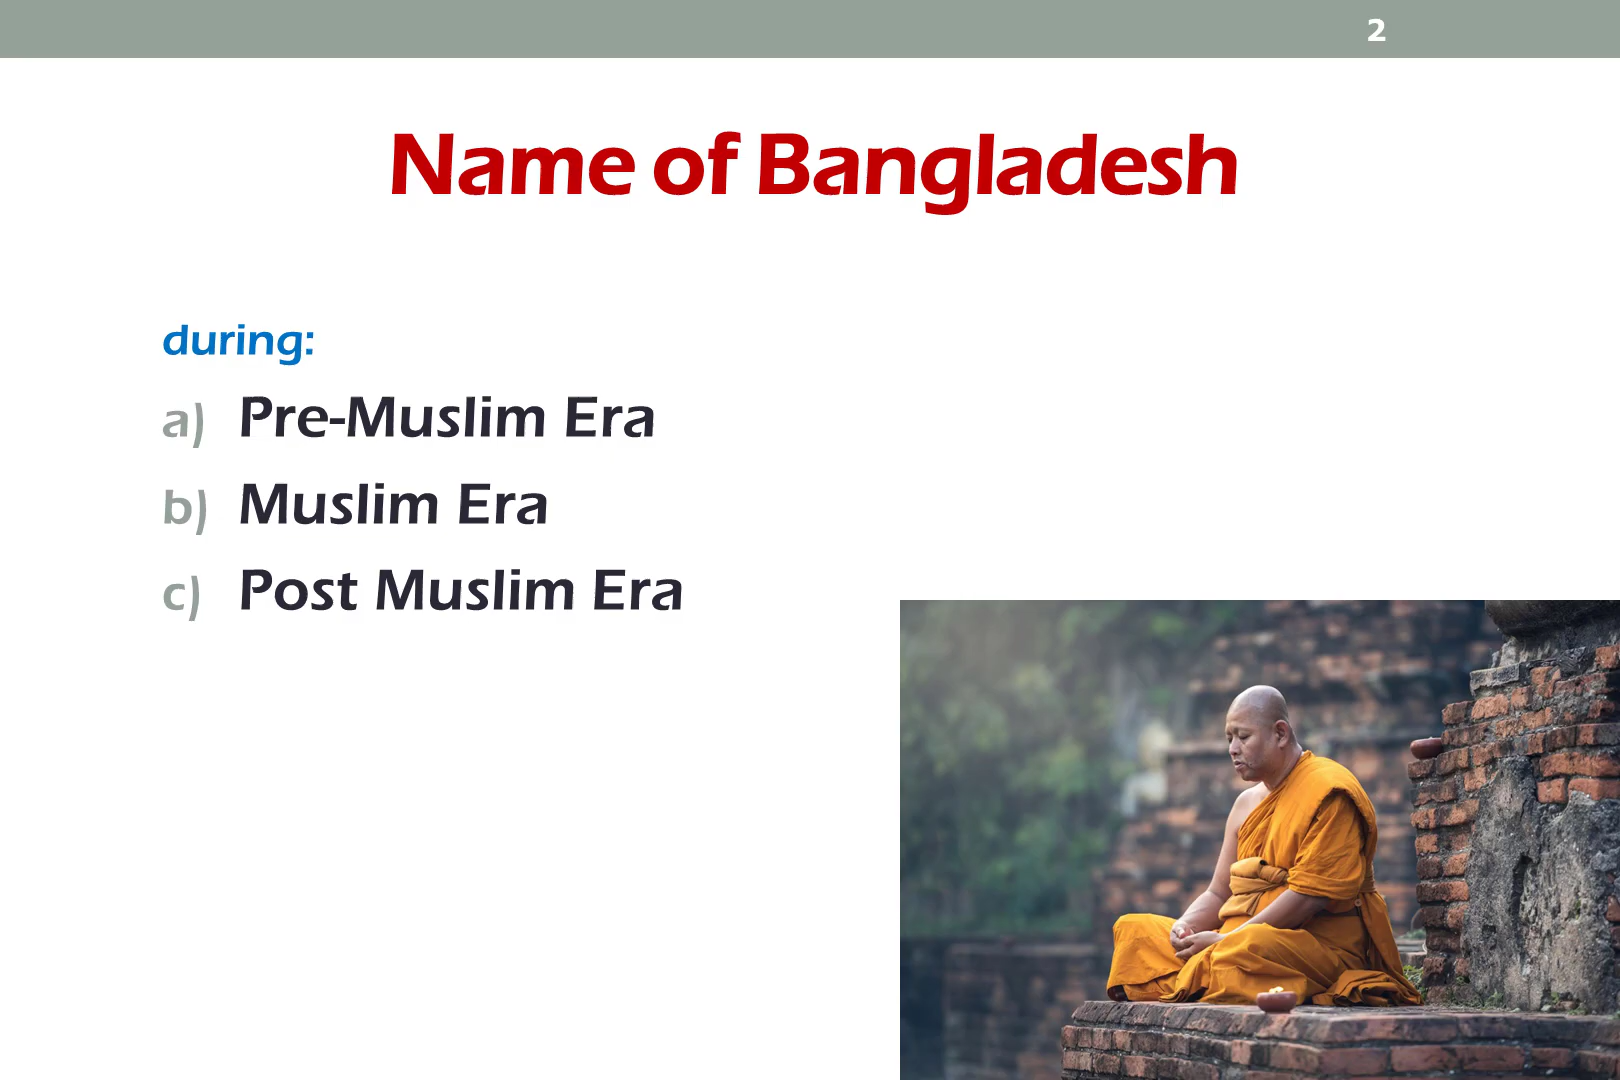 2
Name of Bangladesh
during:
a) Pre-Muslim Era
b) Muslim Era
c) Post Muslim Era